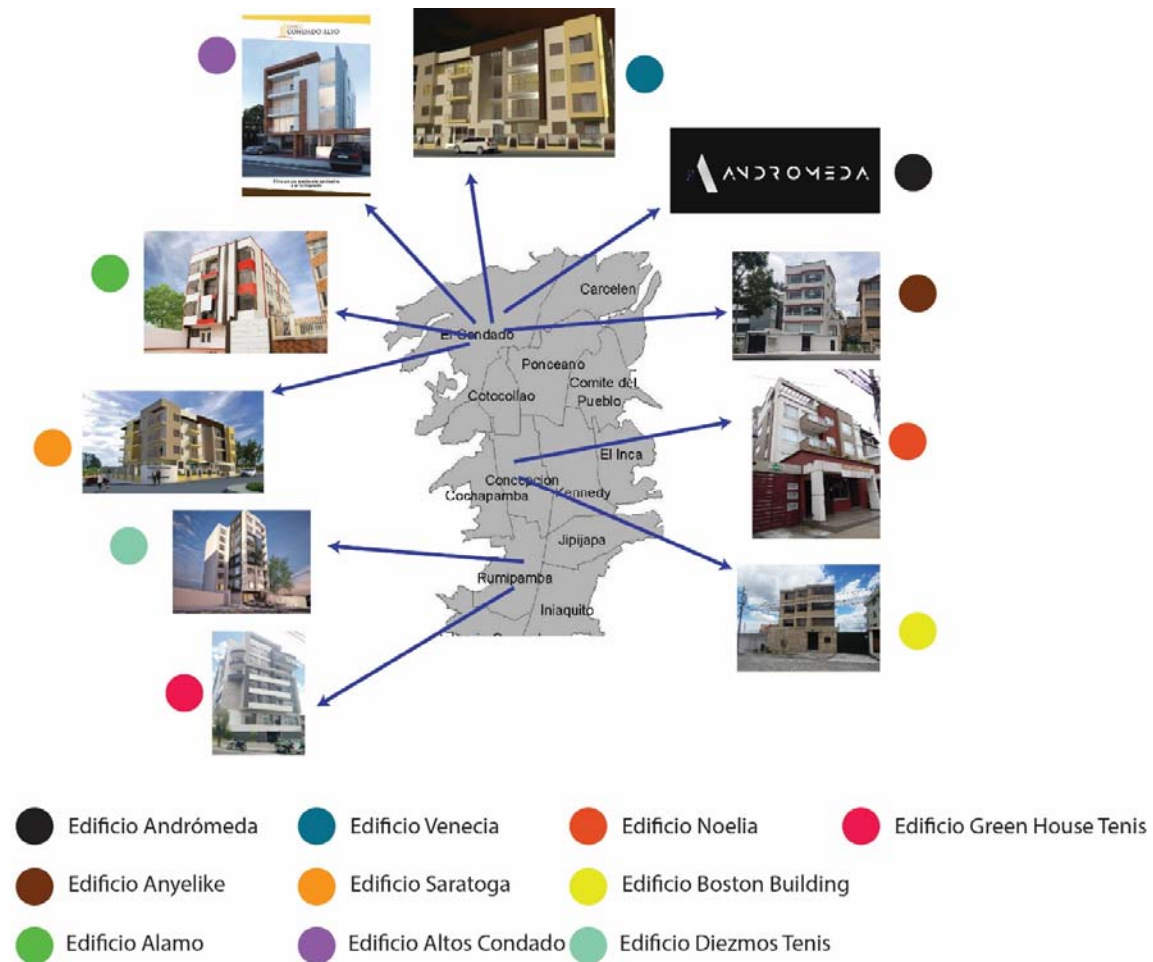 CONDADO ALTO
ANDROMEDA
Carcelen
El Condado
Ponceano
Comite del
Pueblo
Cotocollao
El Inca
Concepción
Cochapamba
Kennedy
Jipijapa
Rumipamba
Iniaquito
Edificio Andrómeda
Edificio Venecia
Edificio Noelia
Edificio Green House Tenis
Edificio Anyelike
Edificio Saratoga
Edificio Boston Building
Edificio Alamo
Edificio Altos Condado
Edificio Diezmos Tenis